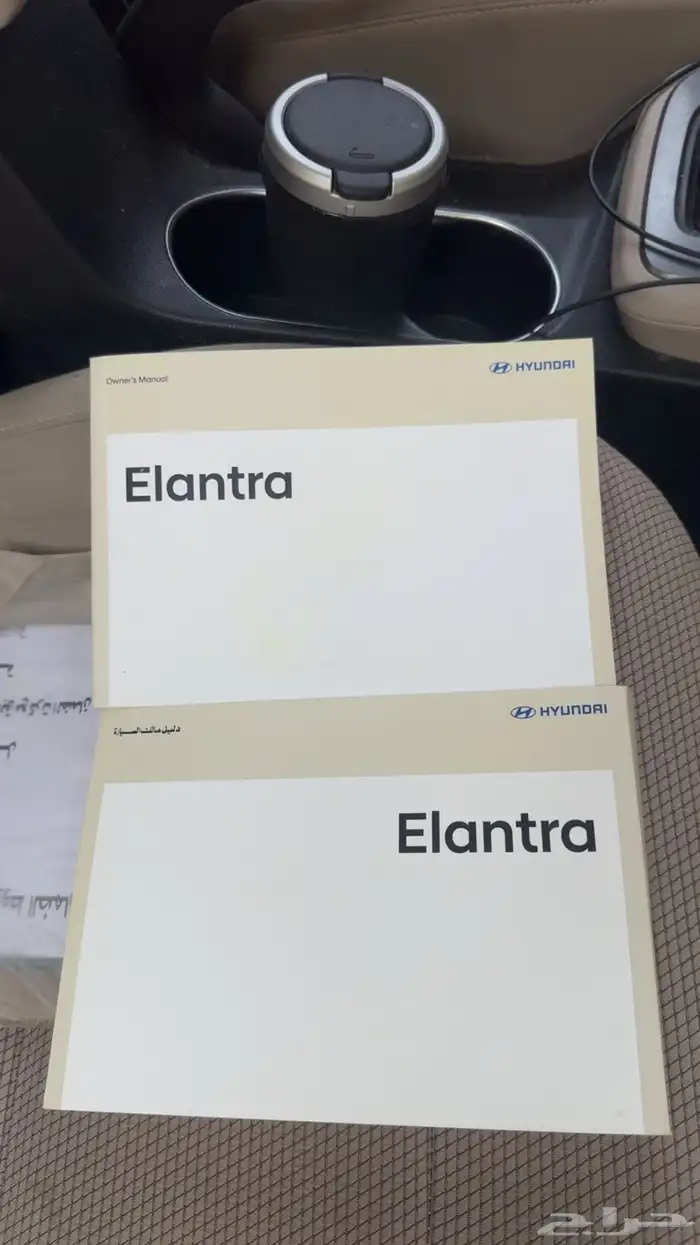 Owner's Manual
HYUNDAI
Elantra
دليل مالك السيارة
HYUNDAI
Elantra
حراج